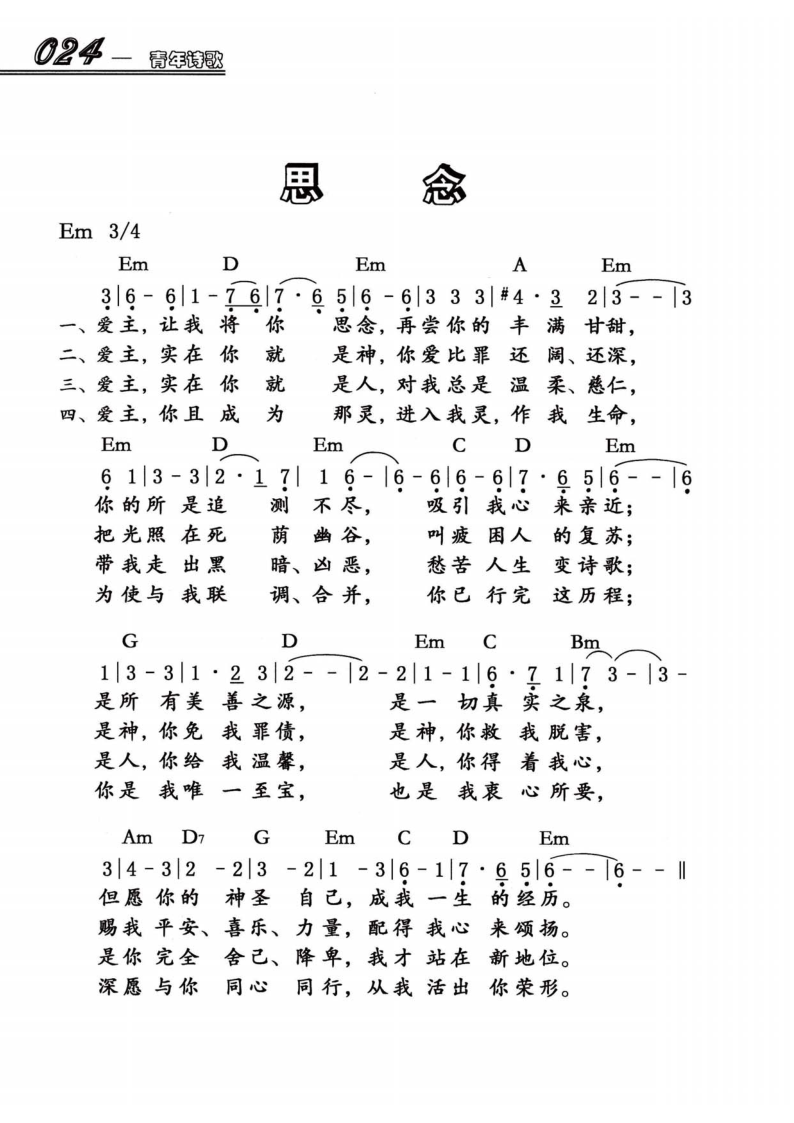 024 — 青年诗歌
思 念
Em 3/4
Em D Em A Em
3|6 - 6|1 - 7 6|7 · 6 5|6 - 6|3 3 3|#4 · 3 2|3 - - |3
一、爱主,让我 将 你 思念,再尝你的 丰 满 甘甜,
二、爱主,实在 你 就 是神,你爱比罪 还 阔、还深,
三、爱主,实在 你 就 是人,对我总是 温 柔、慈仁,
四、爱主,你且 成 为 那灵,进入我灵,作 我 生命,
Em D Em C D Em
6 1|3 - 3|2 · 1 7| 1 6 - |6 - 6|6 - 6|7 · 6 5|6 - - |6
你的所 是追 测 不 尽, 吸引 我心 来亲近;
把光照 在死 荫 幽谷, 叫疲 困人 的复苏;
带我走 出黑 暗、凶恶, 愁苦 人生 变诗歌;
为使与 我联 调、合并, 你已 行完 这历程;
G D Em C Bm
1|3 - 3|1 · 2 3|2 - - |2 - 2|1 - 1|6 · 7 1|7 3 - |3 -
是所 有美 善之源, 是一 切真 实之泉,
是神,你免 我罪债, 是神,你救 我脱害,
是人,你给 我温馨, 是人,你得 着我心,
你是 我唯 一至宝, 也是 我衷 心所要,
Am D7 G Em C D Em
3|4 - 3|2 - 2|3 - 2|1 - 3|6 - 1|7 · 6 5|6 - - |6 - - ‖
但愿 你的 神圣 自己,成我 一生 的经历。
赐我 平安、喜乐、力量,配得 我心 来颂扬。
是你 完全 舍己、降卑,我才 站在 新地位。
深愿 与你 同心 同行,从我 活出 你荣形。